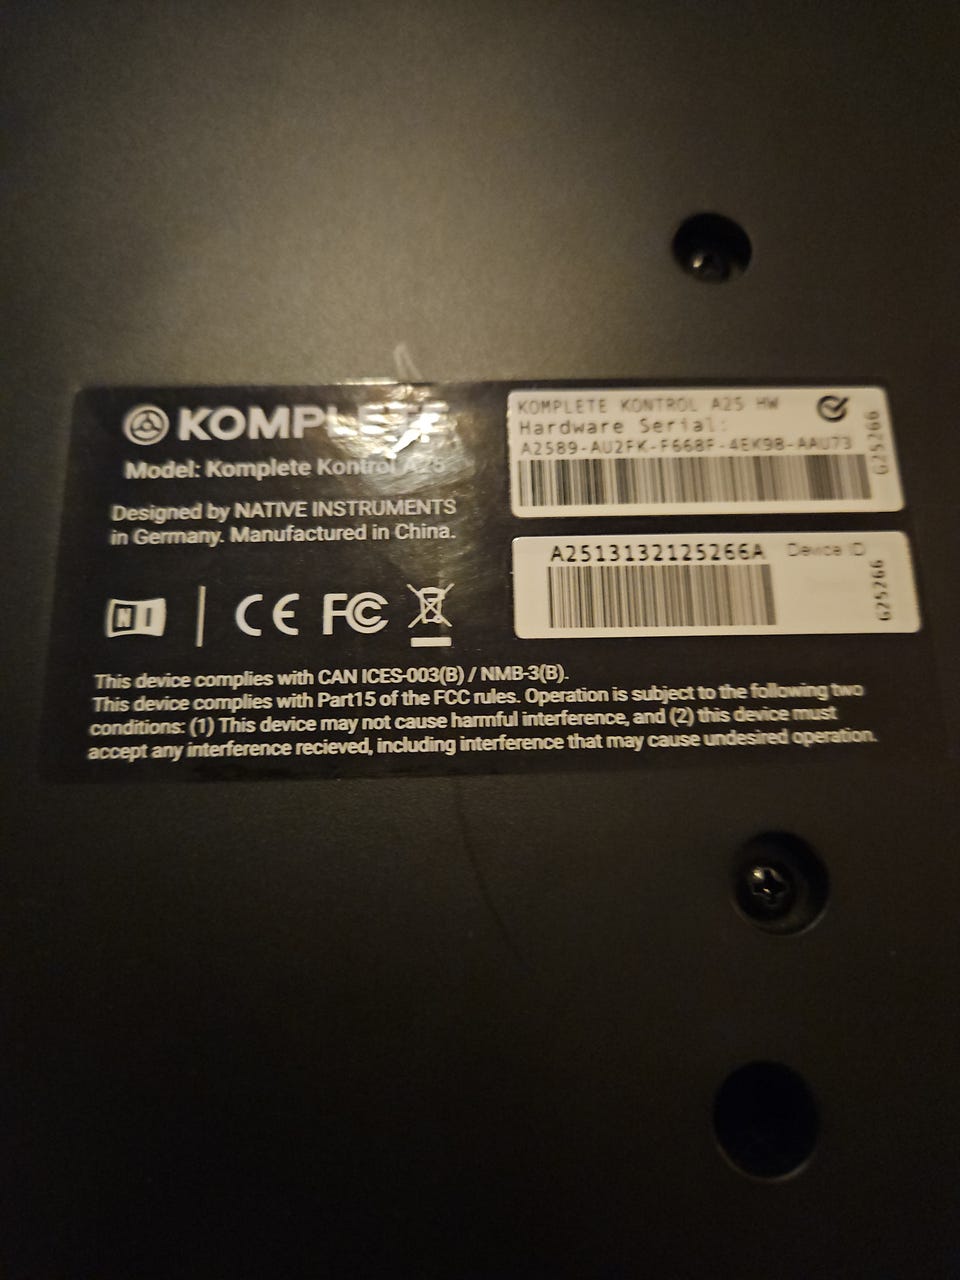 KOMPLETE
Model: Komplete Kontrol A25
Designed by NATIVE INSTRUMENTS
in Germany. Manufactured in China.
NI
CE FC
This device complies with CAN ICES-003(B) / NMB-3(B).
This device complies with Part15 of the FCC rules. Operation is subject to the following two
conditions: (1) This device may not cause harmful interference, and (2) this device must
accept any interference recieved, including interference that may cause undesired operation.
KOMPLETE KONTROL A25 HW
Hardware Serial:
A2589-AU2FK-F668F-4EK98-AAU73
G25266
A2513132125266A Device ID
G25266